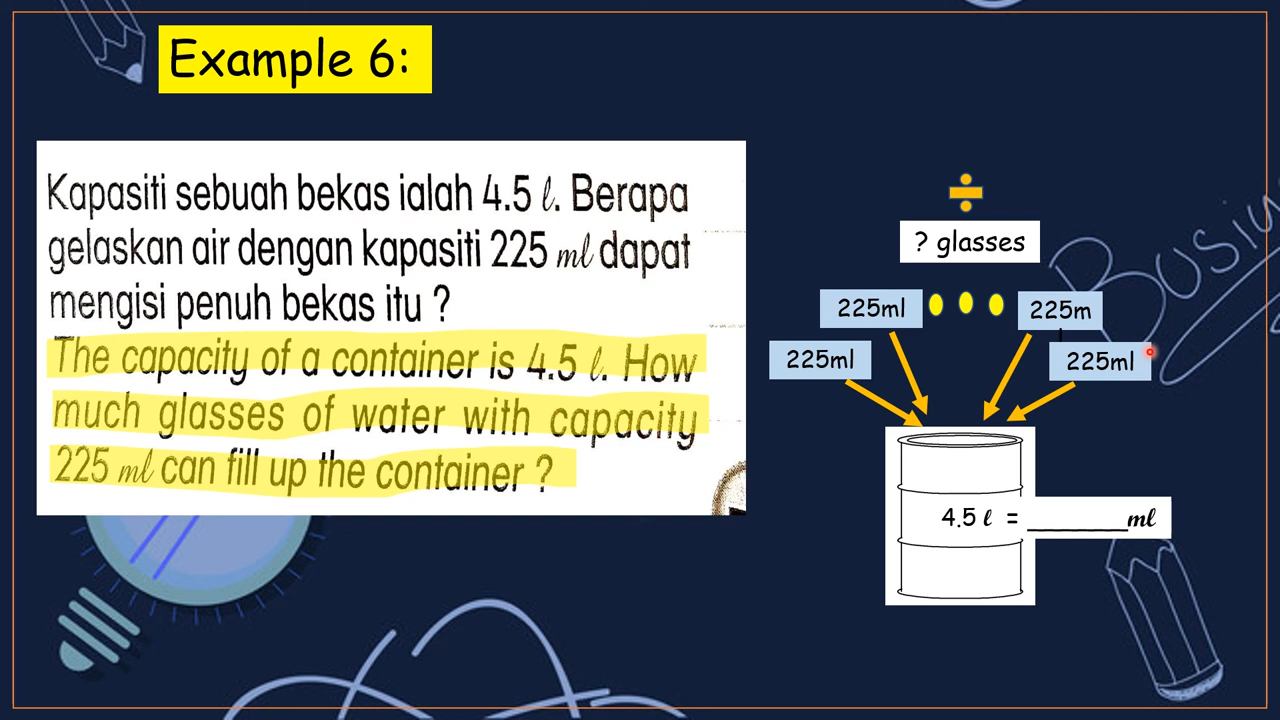 Example 6:
Kapasiti sebuah bekas ialah 4.5 ℓ. Berapa
gelaskan air dengan kapasiti 225 ml dapat
mengisi penuh bekas itu ?
The capacity of a container is 4.5 ℓ. How
much glasses of water with capacity
225 ml can fill up the container ?
÷
? glasses
225ml
225m
l
225ml
225ml
4.5 ℓ = ________ml
Busin